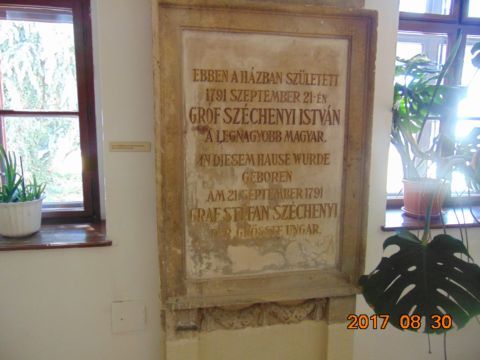 EBBEN A HÁZBAN SZÜLETETT
1791 SZEPTEMBER 21-ÉN
GRÓF SZÉCHENYI ISTVÁN
A LEGNAGYOBB MAGYAR.
IN DIESEM HAUSE WURDE
GEBOREN
AM 21 SEPTEMBER 1791
GRAF STEFAN SZÉCHENYI
DER GRÖSSTE UNGAR.
2017 08 30